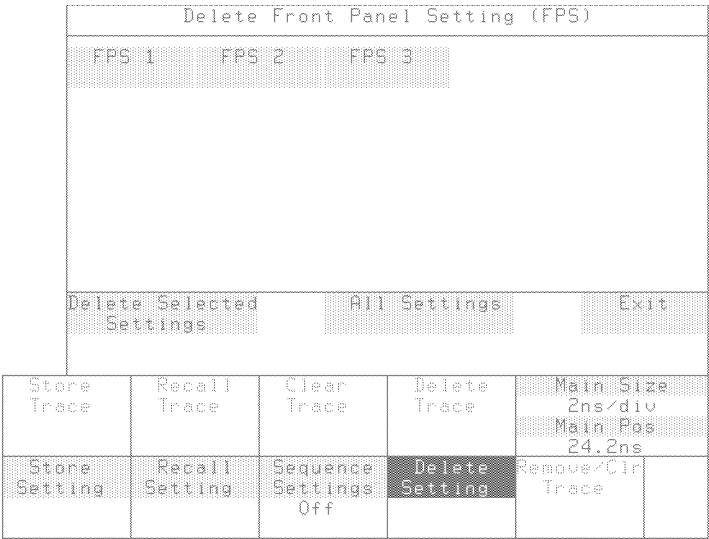 Delete Front Panel Setting (FPS)
FPS 1 FPS 2 FPS 3
Delete Selected All Settings Exit
Settings
Store Recall Clear Delete Main Size
Trace Trace Trace Trace 2ns/div
Main Pos
24.2ns
Store Recall Sequence Delete Remove/Clr
Setting Setting Settings Setting Trace
Off